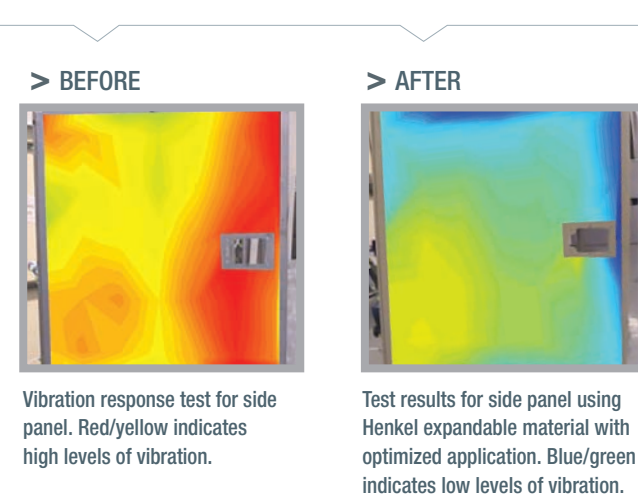 > BEFORE
Vibration response test for side
panel. Red/yellow indicates
high levels of vibration.
> AFTER
Test results for side panel using
Henkel expandable material with
optimized application. Blue/green
indicates low levels of vibration.